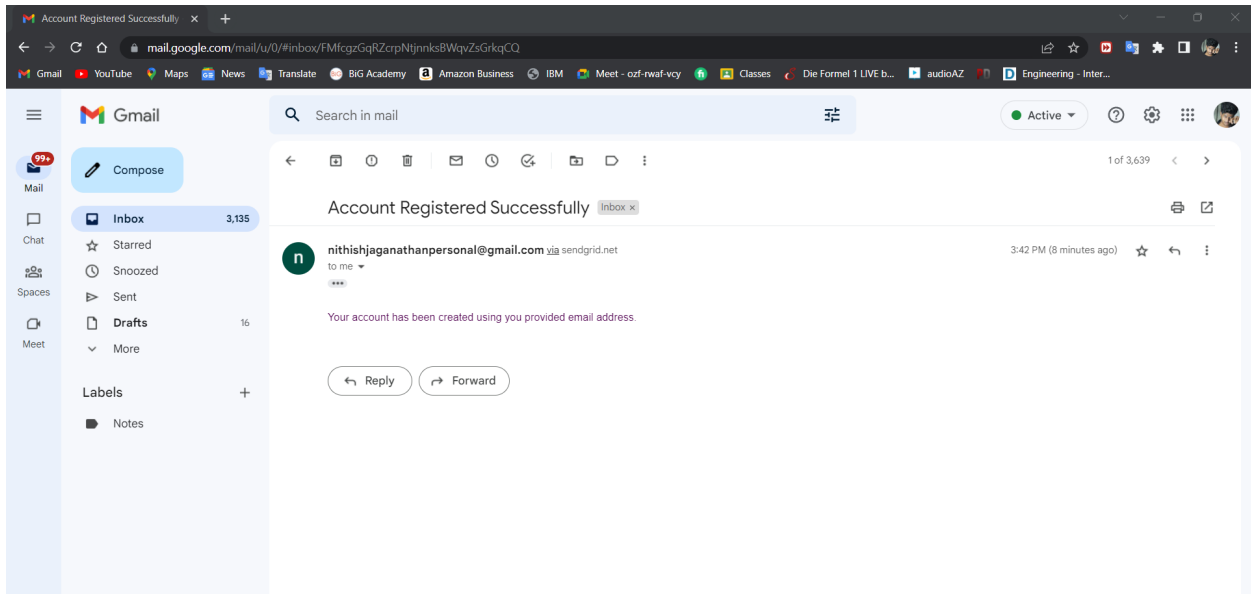 Account Registered Successfully
mail.google.com/mail/u/0/#inbox/FMfcgzGqRZcrpNtjnnksBWqvZsGrkqCQ
Gmail YouTube Maps News Translate BiG Academy Amazon Business IBM Meet - ozf-rwaf-vcy Classes Die Formel 1 LIVE b... audioAZ Engineering - Inter...
Gmail
Search in mail
Active
99+
Mail
Chat
Spaces
Meet
Compose
Inbox 3,135
Starred
Snoozed
Sent
Drafts 16
More
Labels
Notes
1 of 3,639
Account Registered Successfully Inbox ×
n
nithishjaganathanpersonal@gmail.com via sendgrid.net 3:42 PM (8 minutes ago)
to me
Your account has been created using you provided email address.
Reply Forward